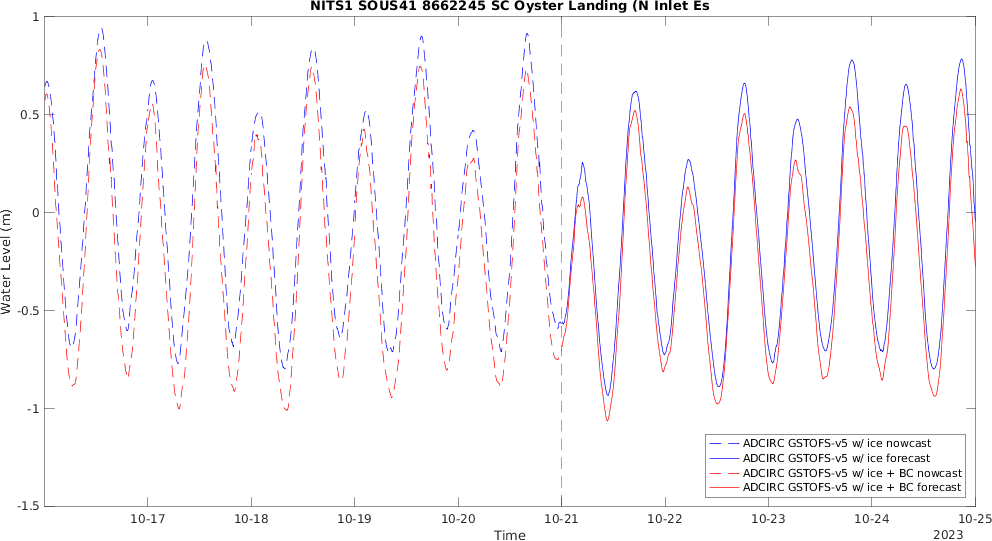 NITS1 SOUS41 8662245 SC Oyster Landing (N Inlet Es
1
0.5
0
-0.5
-1
-1.5
Water Level (m)
10-17
10-18
10-19
10-20
10-21
10-22
10-23
10-24
10-25
2023
Time
ADCIRC GSTOFS-v5 w/ ice nowcast
ADCIRC GSTOFS-v5 w/ ice forecast
ADCIRC GSTOFS-v5 w/ ice + BC nowcast
ADCIRC GSTOFS-v5 w/ ice + BC forecast